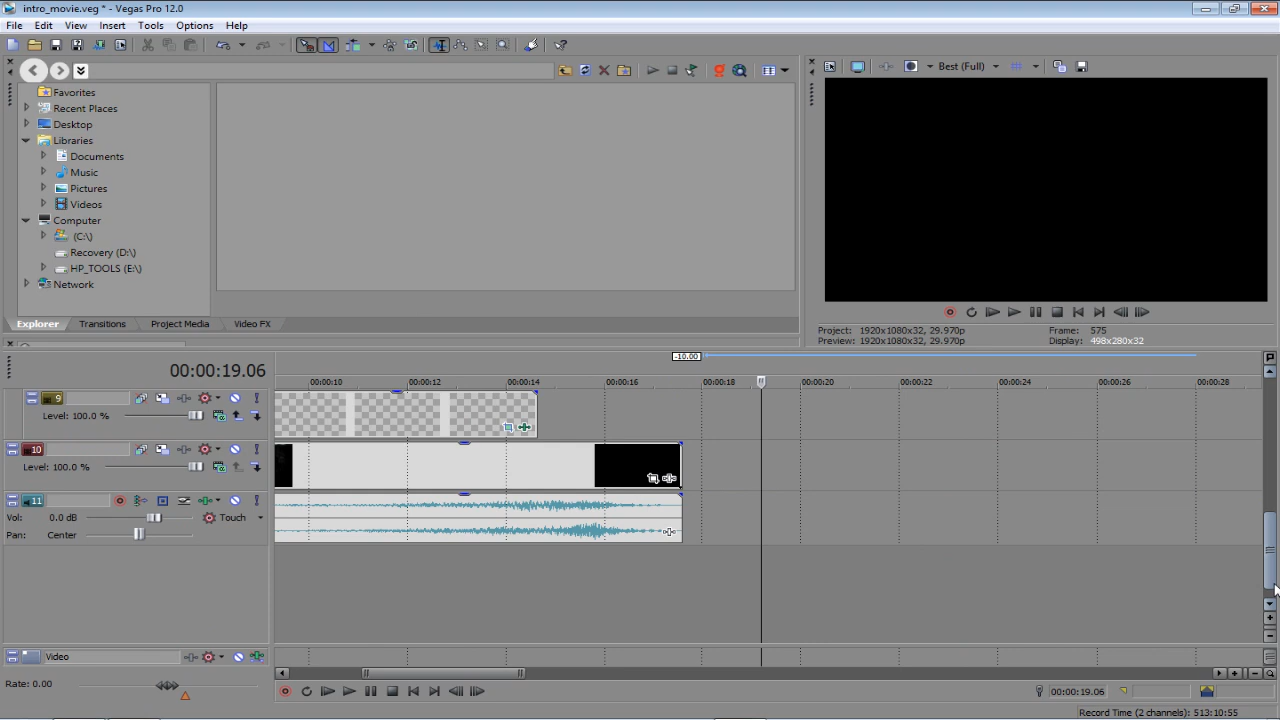 intro_movie.veg * - Vegas Pro 12.0
File Edit View Insert Tools Options Help
Best (Full)
Favorites
Recent Places
Desktop
Libraries
Documents
Music
Pictures
Videos
Computer
(C:\)
Recovery (D:\)
HP_TOOLS (E:\)
Network
Explorer Transitions Project Media Video FX
Project: 1920x1080x32, 29.970p Frame: 575
Preview: 1920x1080x32, 29.970p Display: 498x280x32
-10.00
00:00:19.06
00:00:10 00:00:12 00:00:14 00:00:16 00:00:18 00:00:20 00:00:22 00:00:24 00:00:26 00:00:28
9
Level: 100.0 %
10
Level: 100.0 %
11
Vol: 0.0 dB Touch
Pan: Center
Video
Rate: 0.00
00:00:19.06
Record Time (2 channels): 513:10:55